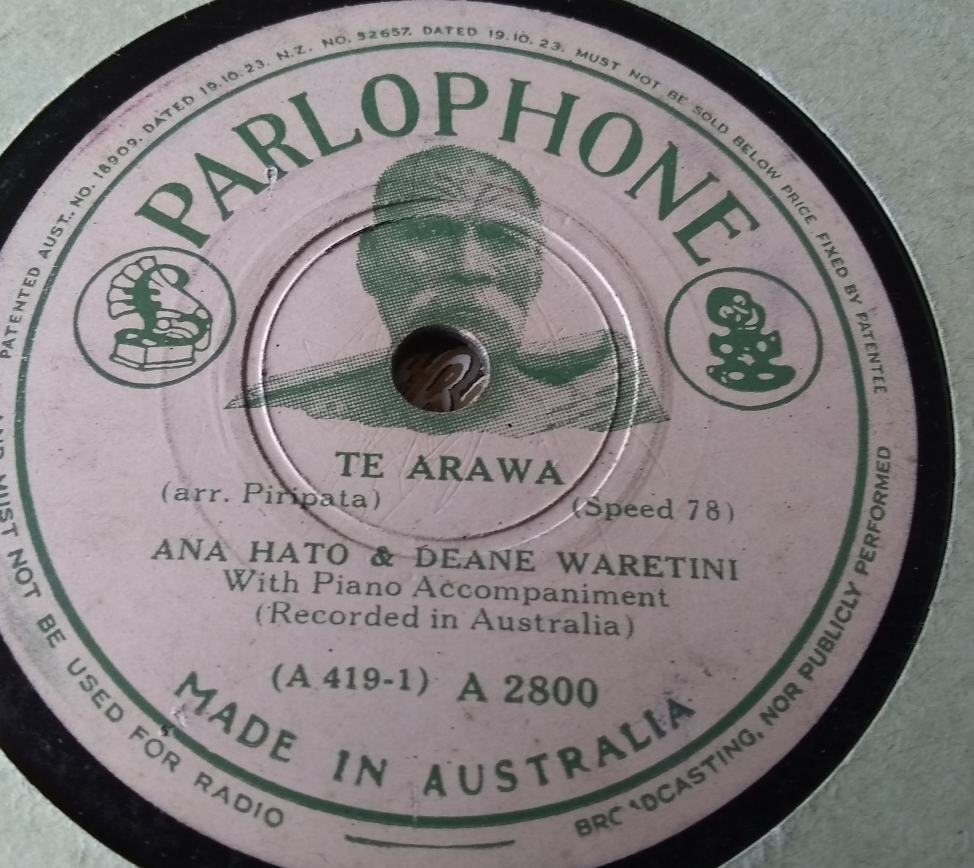 PATENTED AUST. NO. 18909. DATED 19.10.23. N.Z. NO. 52657. DATED 19.10.23. MUST NOT BE SOLD BELOW PRICE FIXED BY PATENTEE
PARLOPHONE
TE ARAWA
(arr. Piripata) (Speed 78)
ANA HATO & DEANE WARETINI
With Piano Accompaniment
(Recorded in Australia)
(A 419-1) A 2800
MADE IN AUSTRALIA
AND MUST NOT BE USED FOR RADIO BROADCASTING, NOR PUBLICLY PERFORMED